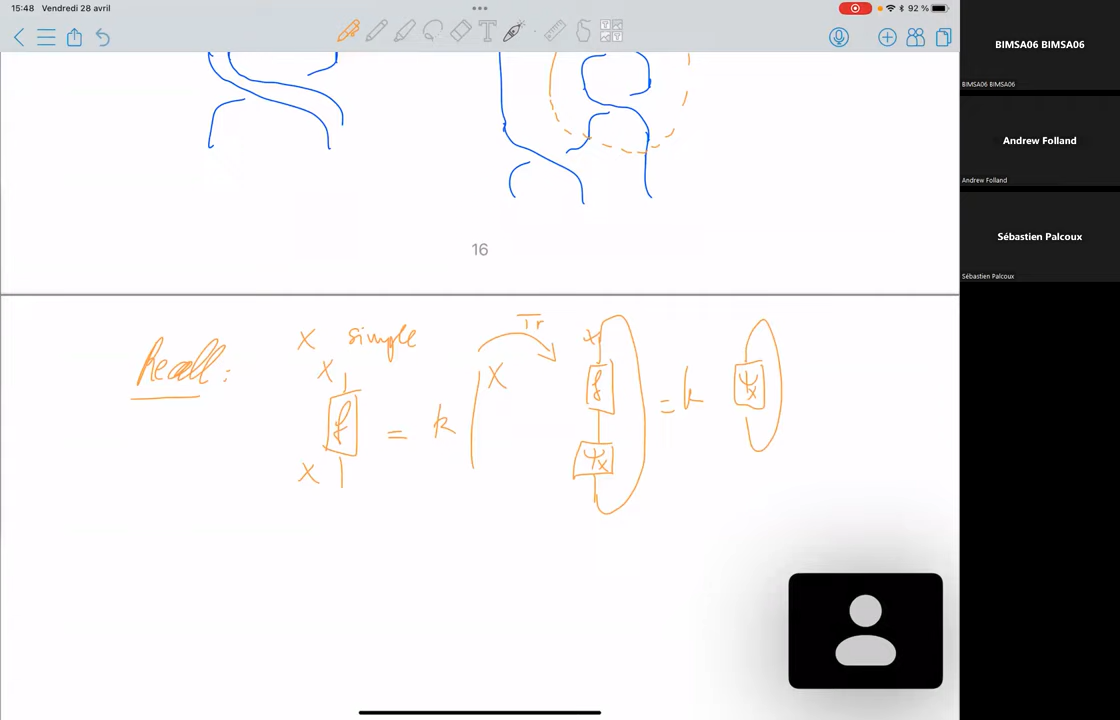 15:48 Vendredi 28 avril
92 %
BIMSA06 BIMSA06
BIMSA06 BIMSA06
Andrew Folland
Andrew Folland
Sébastien Palcoux
Sébastien Palcoux
16
Recall: X simple
X f X = k | X Tr X f Ψx = k Ψx